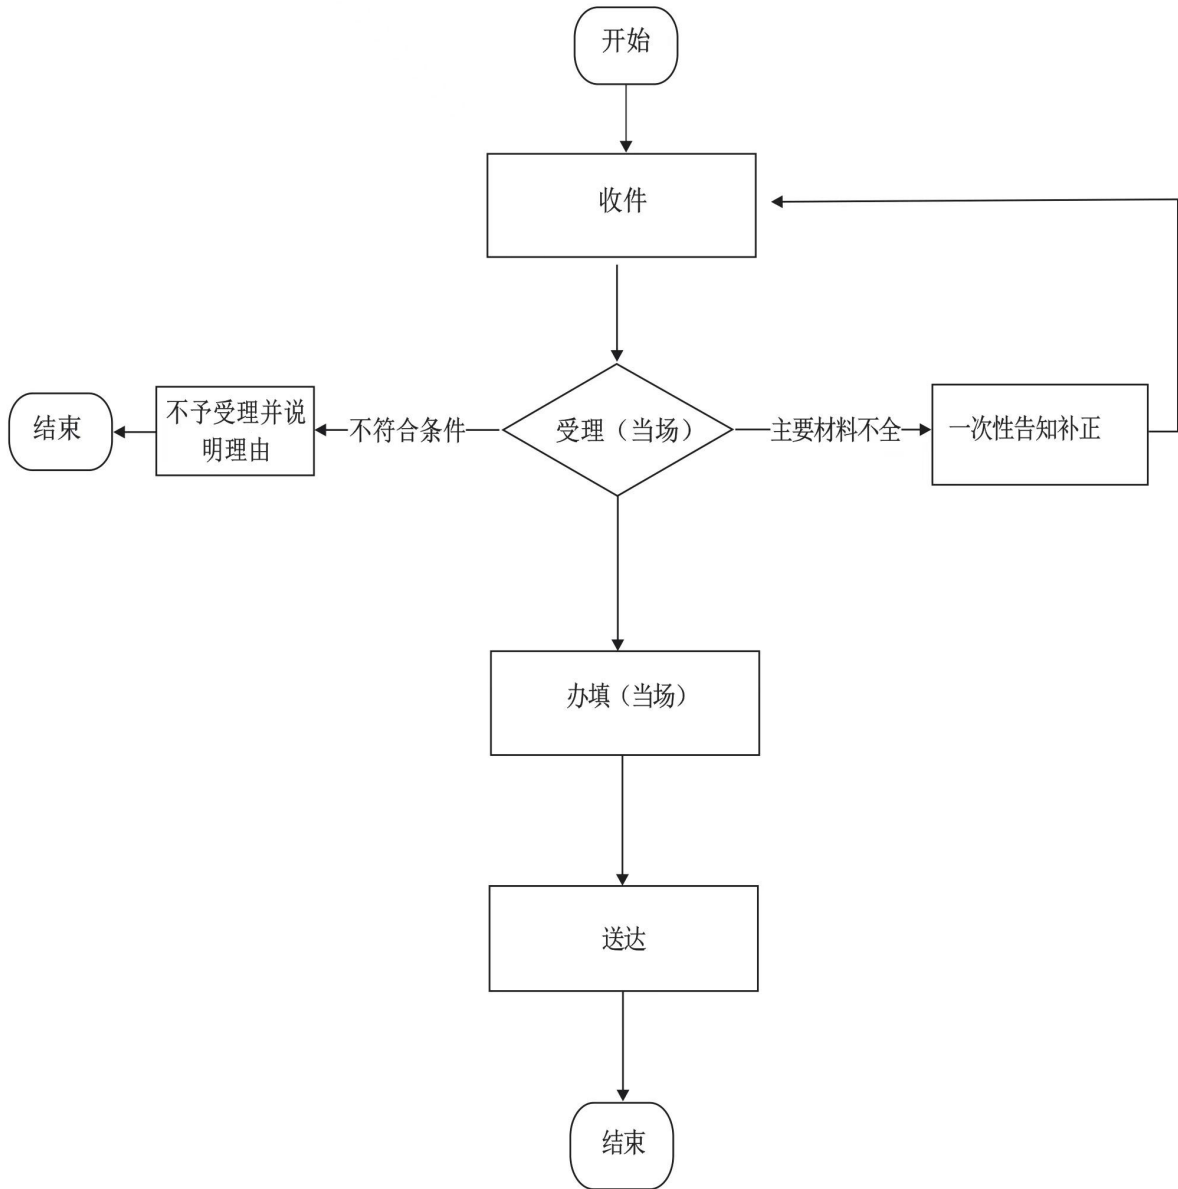 开始
收件
结束
不予受理并说
明理由
不符合条件
受理（当场）
主要材料不全
一次性告知补正
办填（当场）
送达
结束